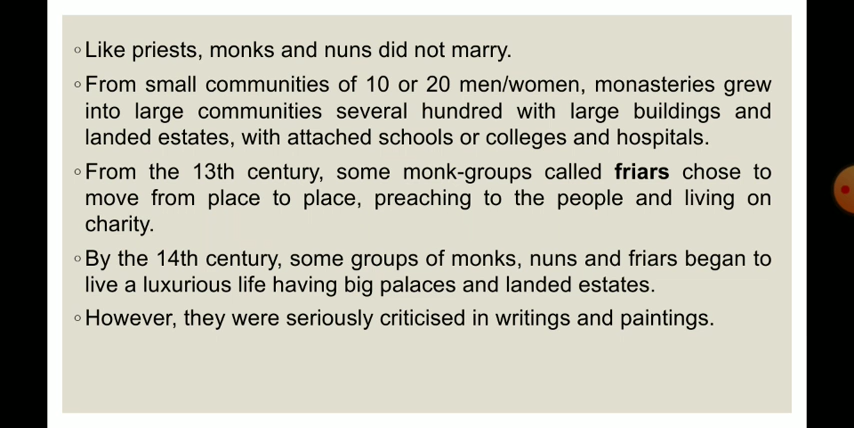 ◦Like priests, monks and nuns did not marry.
◦From small communities of 10 or 20 men/women, monasteries grew
into large communities several hundred with large buildings and
landed estates, with attached schools or colleges and hospitals.
◦From the 13th century, some monk-groups called friars chose to
move from place to place, preaching to the people and living on
charity.
◦By the 14th century, some groups of monks, nuns and friars began to
live a luxurious life having big palaces and landed estates.
◦However, they were seriously criticised in writings and paintings.